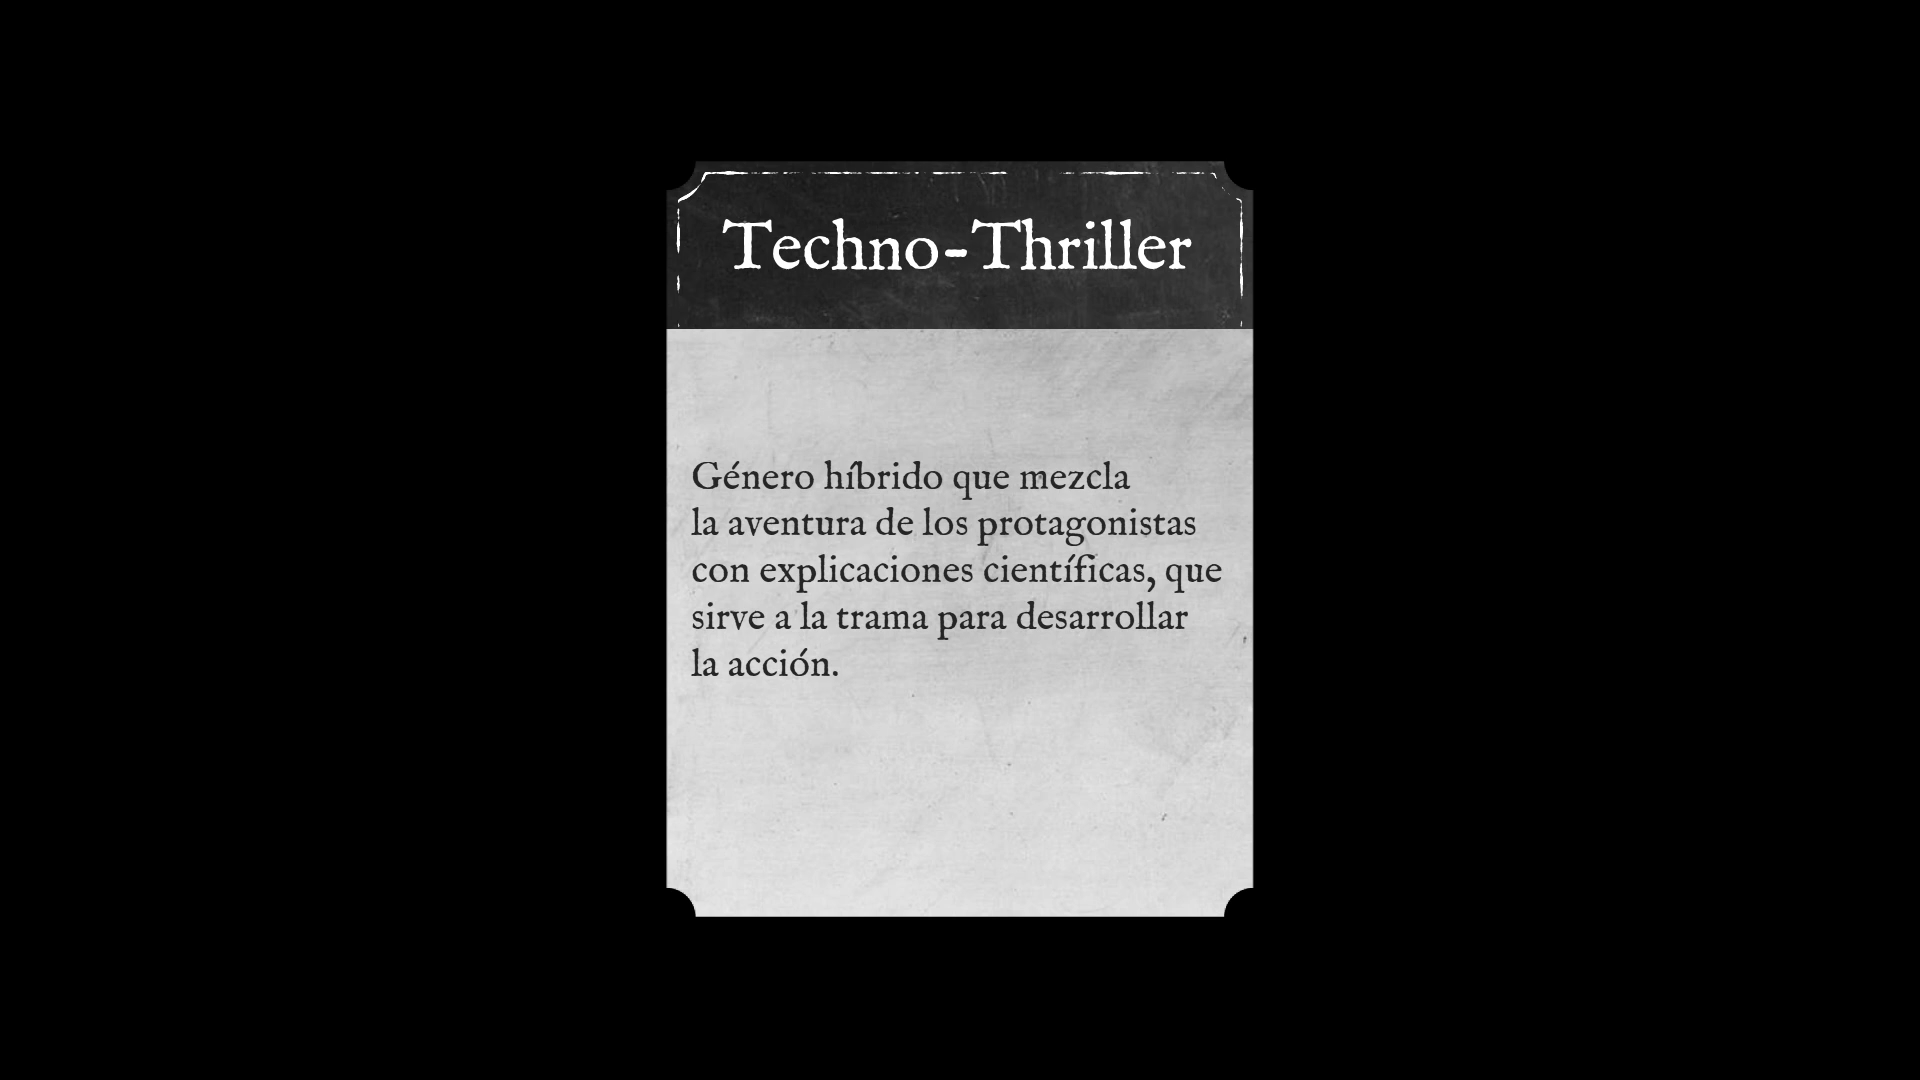 Techno-Thriller
Género híbrido que mezcla
la aventura de los protagonistas
con explicaciones científicas, que
sirve a la trama para desarrollar
la acción.